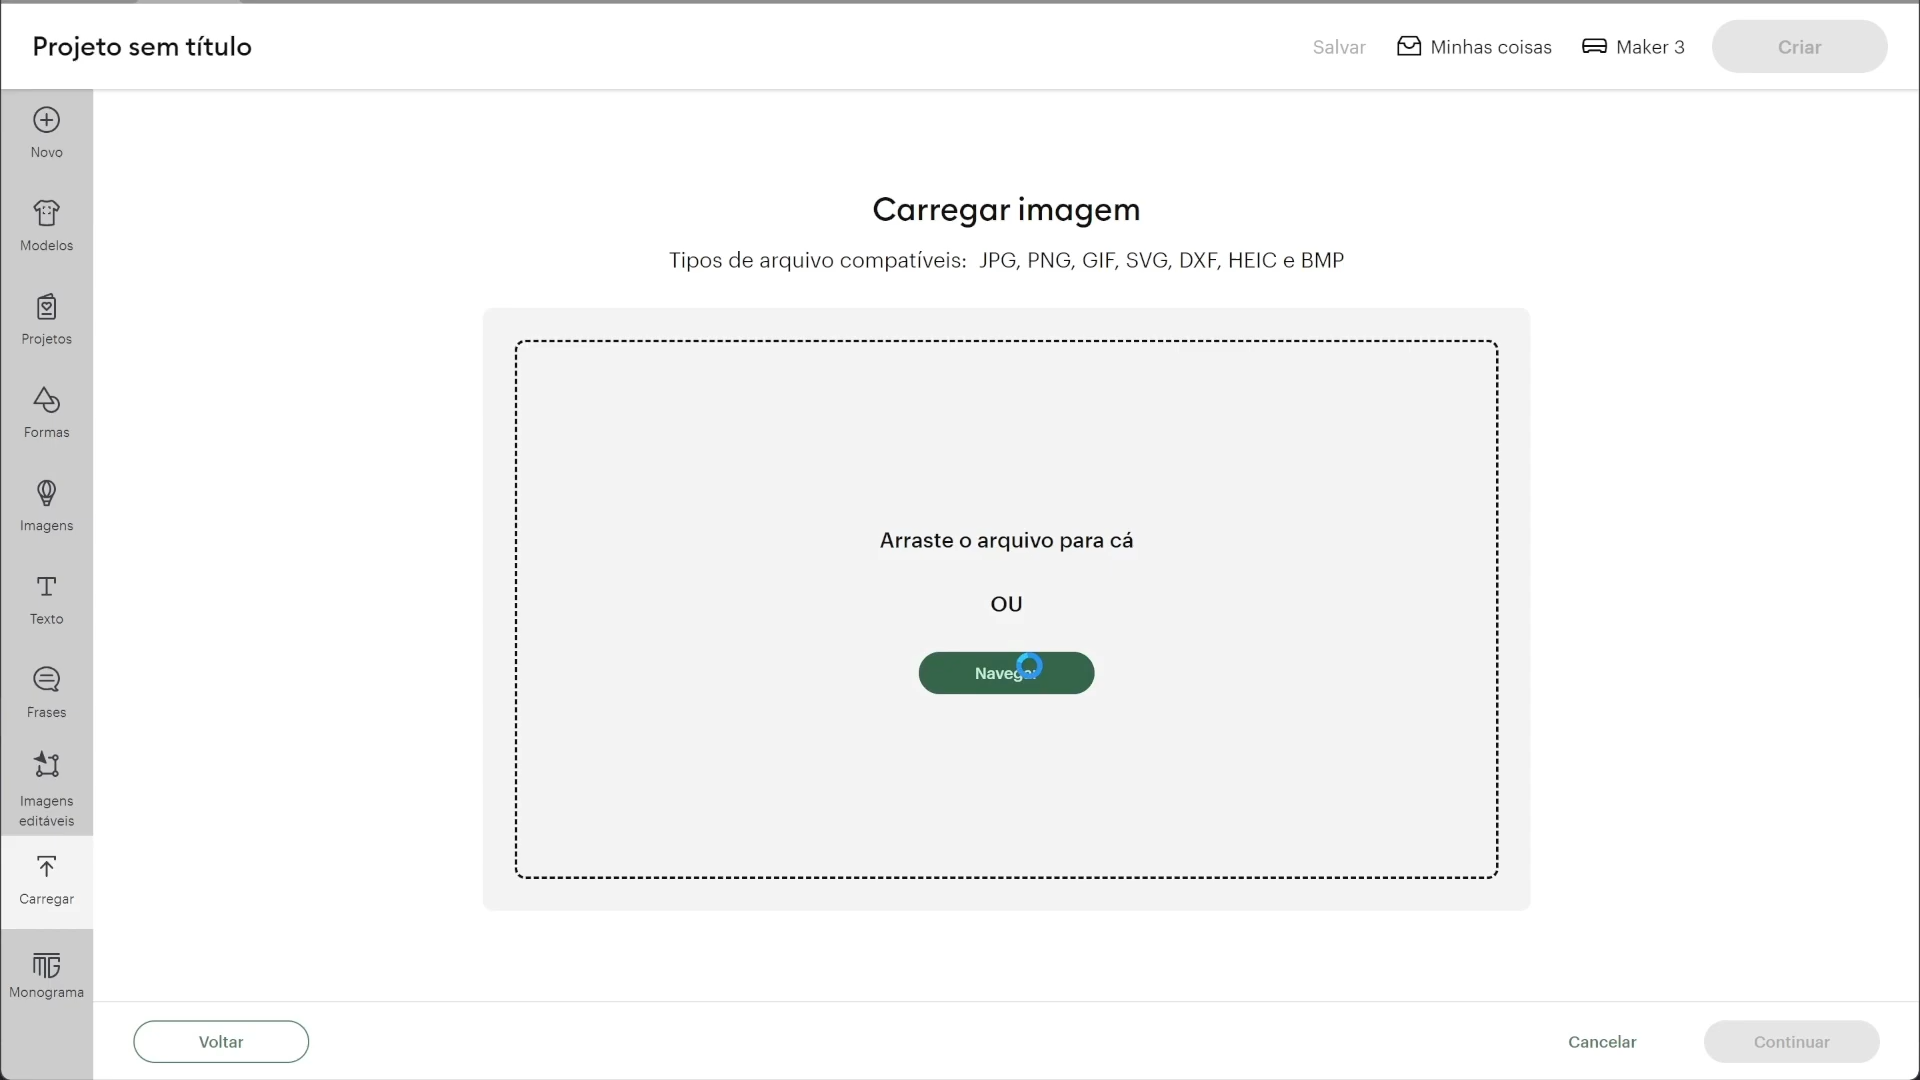 Projeto sem título
Salvar
Minhas coisas
Maker 3
Criar
Novo
Modelos
Projetos
Formas
Imagens
Texto
Frases
Imagens
editáveis
Carregar
Monograma
Carregar imagem
Tipos de arquivo compatíveis: JPG, PNG, GIF, SVG, DXF, HEIC e BMP
Arraste o arquivo para cá
OU
Navegar
Voltar
Cancelar
Continuar